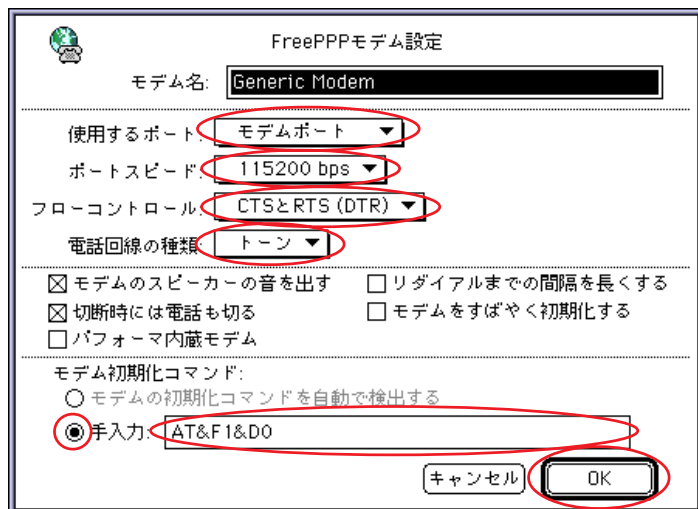 FreePPPモデム設定
モデム名: Generic Modem
使用するポート: モデムポート
ポートスピード: 115200 bps
フローコントロール: CTSとRTS (DTR)
電話回線の種類: トーン
モデムのスピーカーの音を出す リダイアルまでの間隔を長くする
切断時には電話も切る モデムをすばやく初期化する
パフォーマ内蔵モデム
モデム初期化コマンド:
モデムの初期化コマンドを自動で検出する
手入力: AT&F1&D0
キャンセル OK